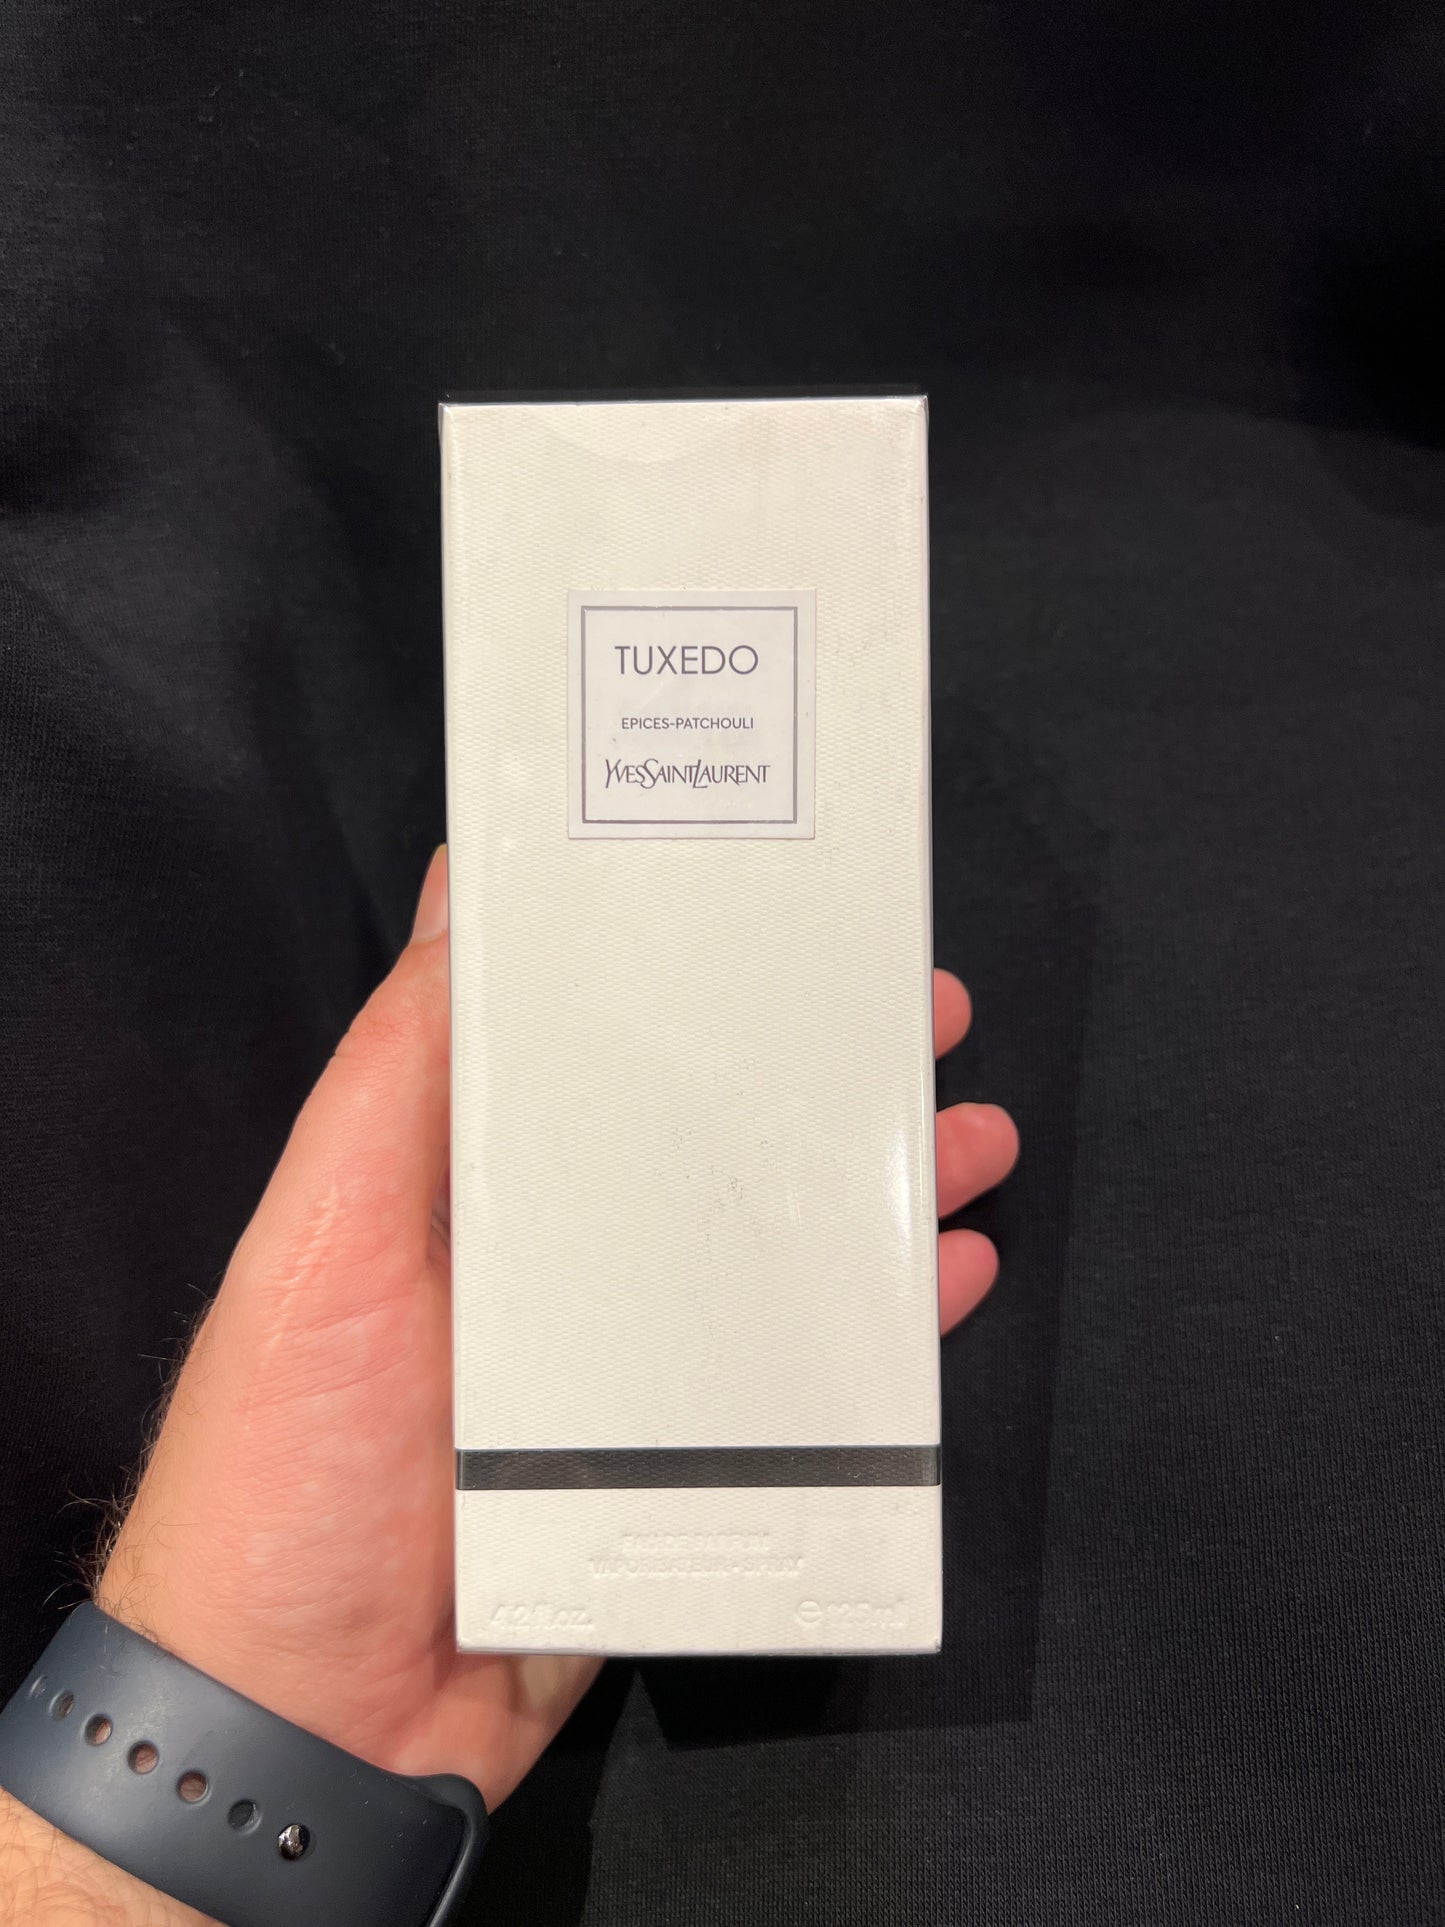 TUXEDO
EPICES-PATCHOULI
YVESSAINTLAURENT
EAU DE PARFUM
VAPORISATEUR - SPRAY
4.2 fl.oz. ℮125ml